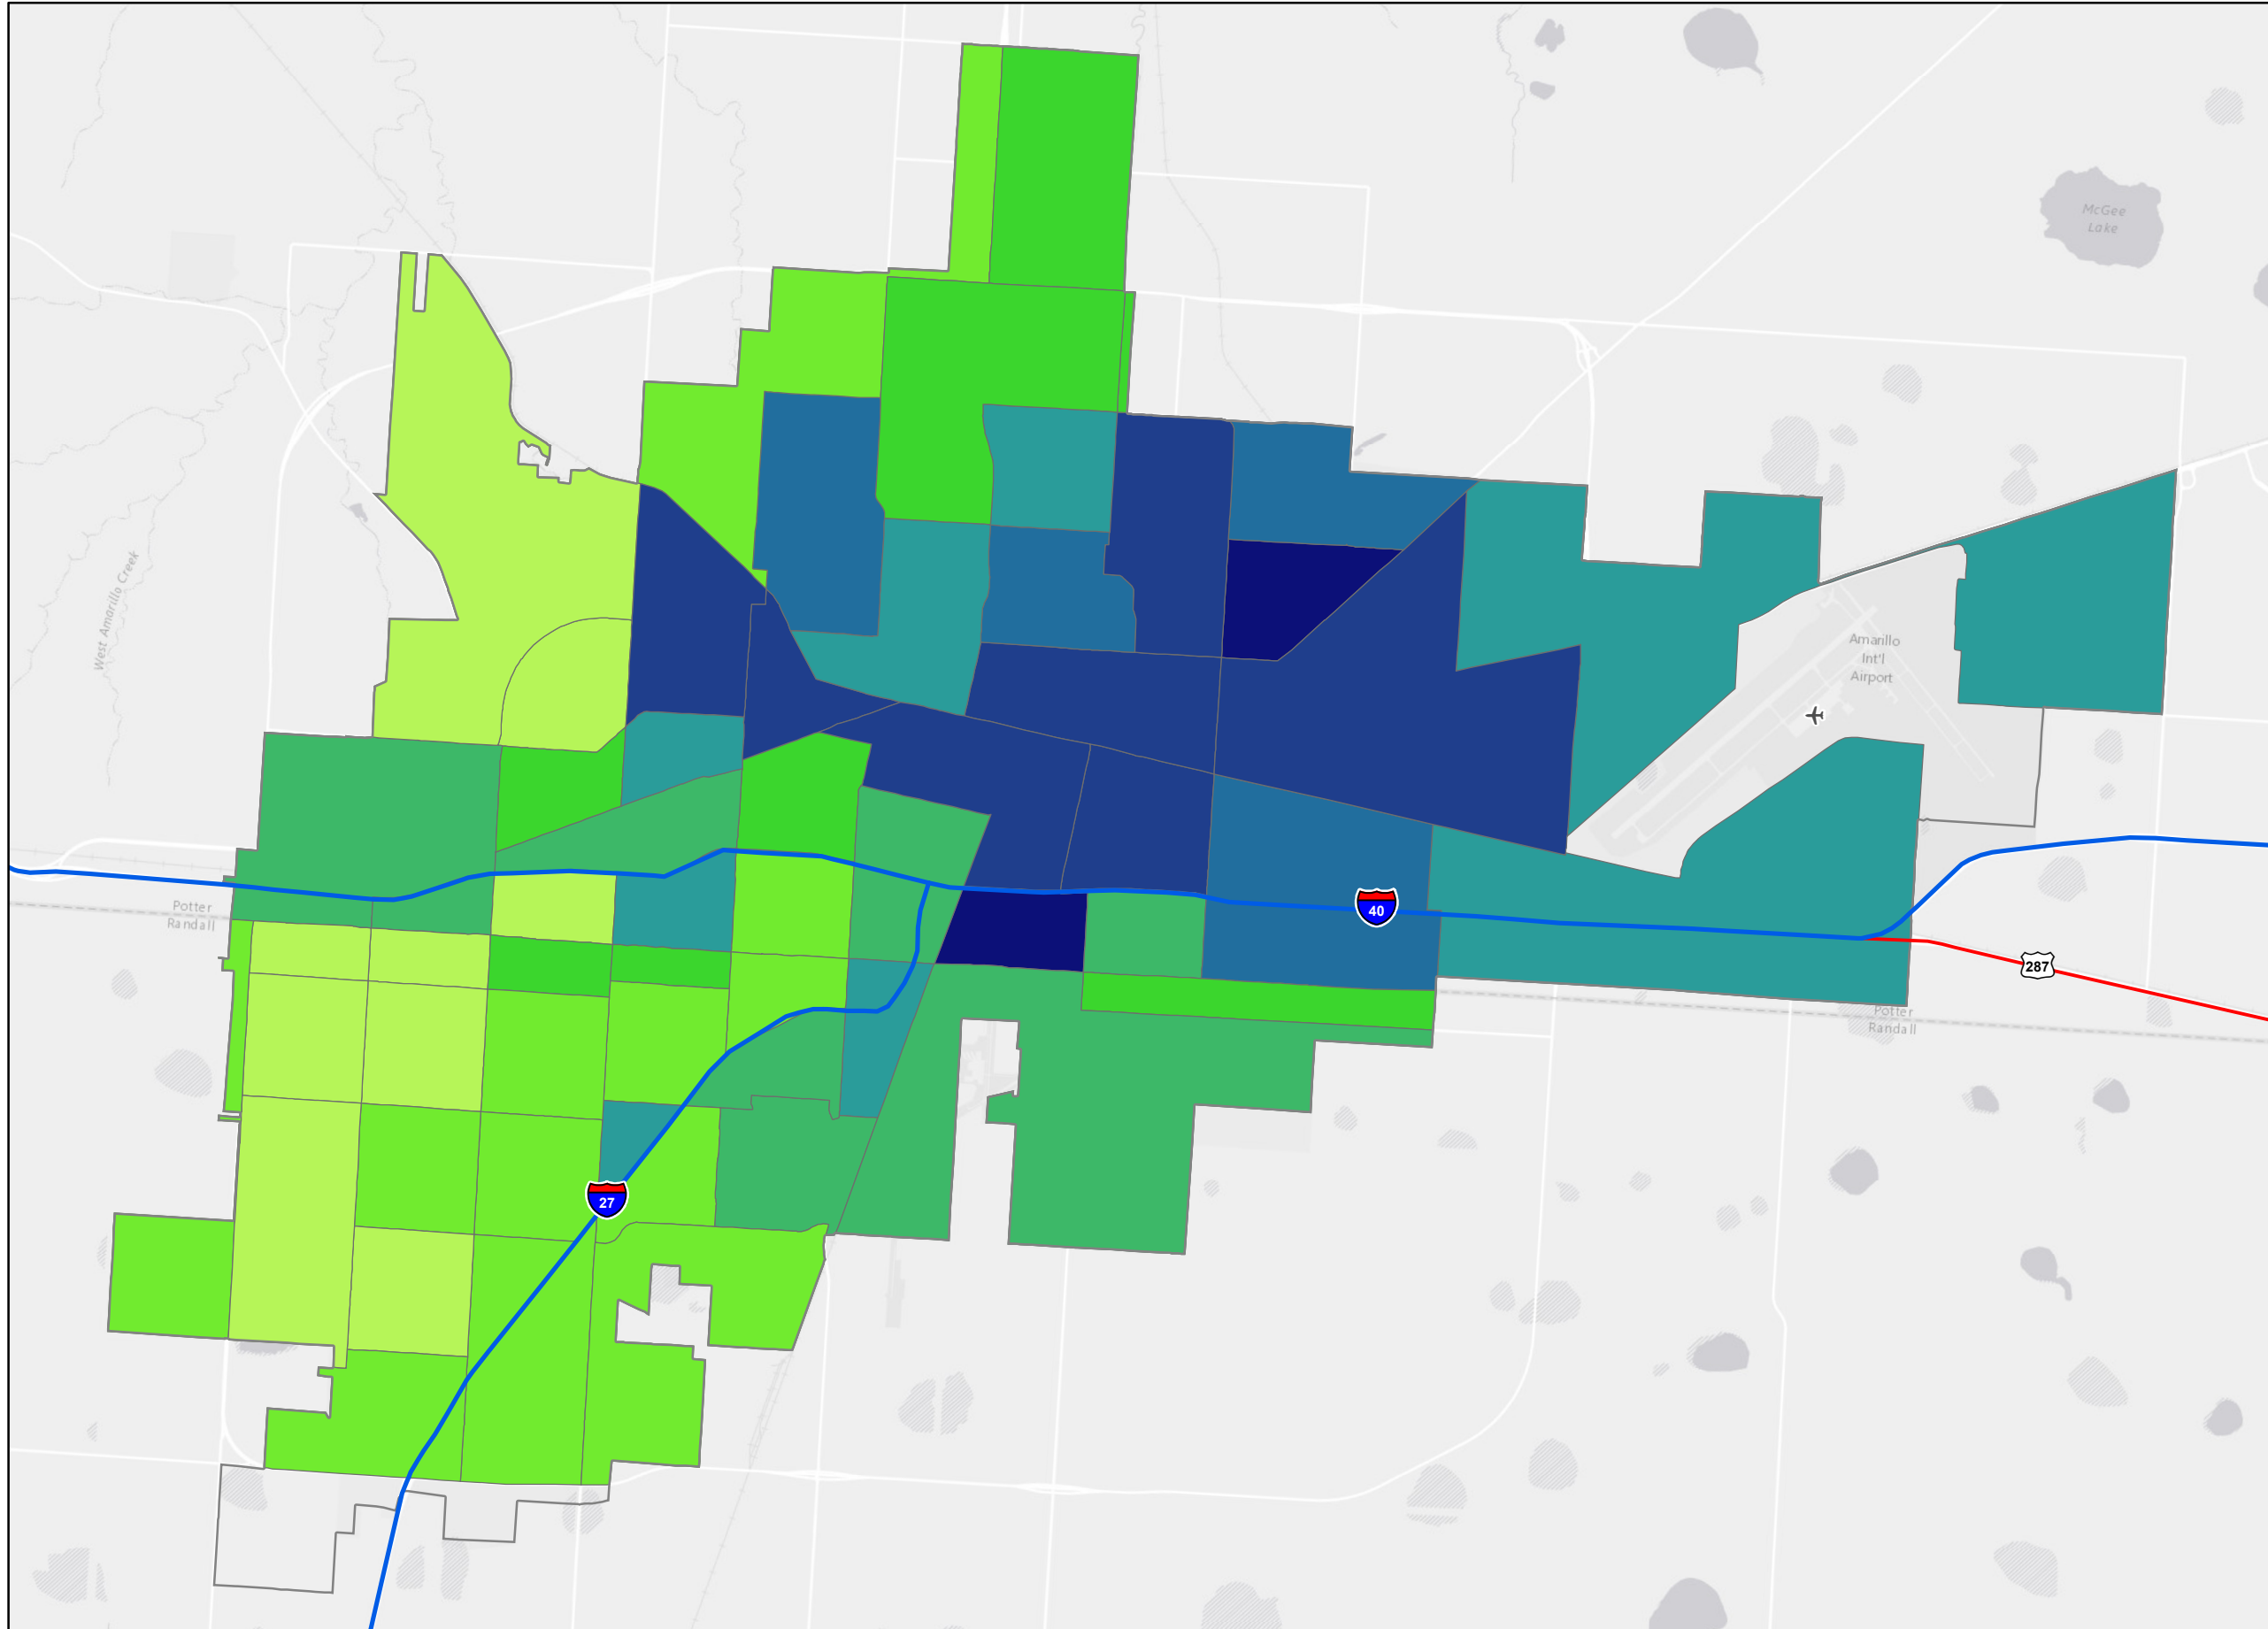 McGee
Lake
West Amarillo Creek
Amarillo
Int'l
Airport
Potter
Randall
40
287
Potter
Randall
27